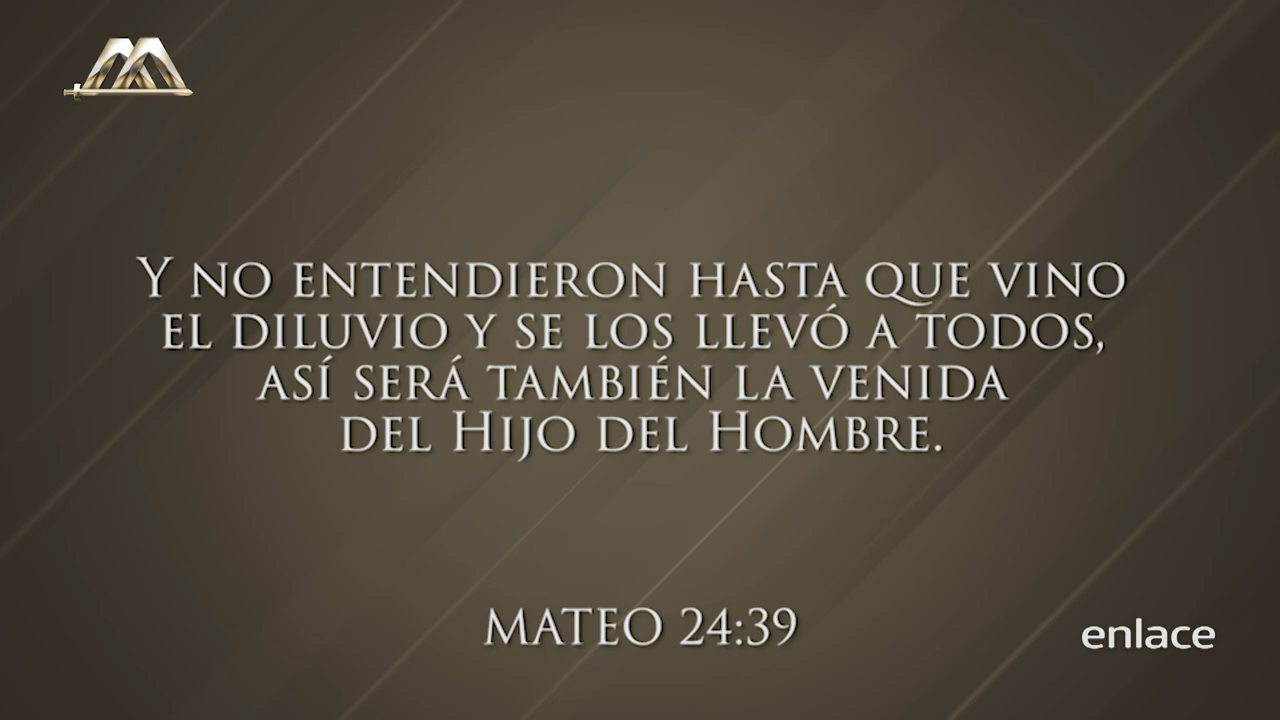 Y NO ENTENDIERON HASTA QUE VINO
EL DILUVIO Y SE LOS LLEVÓ A TODOS,
ASÍ SERÁ TAMBIÉN LA VENIDA
DEL HIJO DEL HOMBRE.
MATEO 24:39
enlace